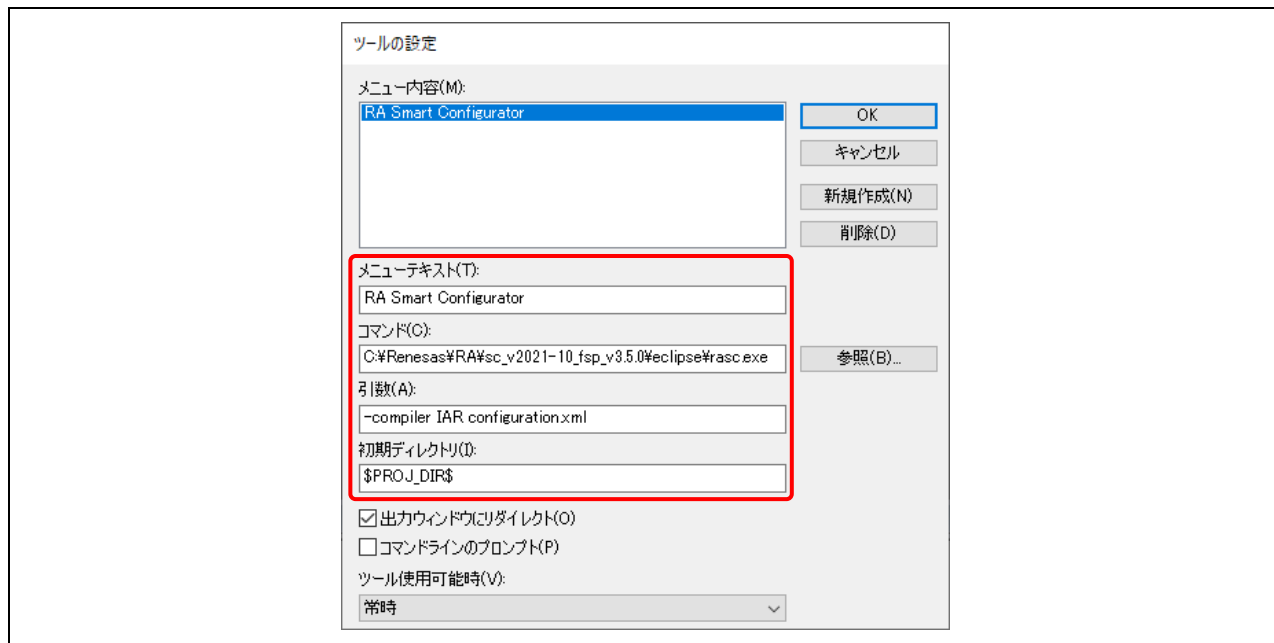 ツールの設定
メニュー内容(M):
RA Smart Configurator
OK
キャンセル
新規作成(N)
削除(D)
メニューテキスト(T):
RA Smart Configurator
コマンド(C):
C:¥Renesas¥RA¥sc_v2021-10_fsp_v3.5.0¥eclipse¥rasc.exe
参照(B)...
引数(A):
-compiler IAR configuration.xml
初期ディレクトリ(I):
$PROJ_DIR$
出力ウィンドウにリダイレクト(O)
コマンドラインのプロンプト(P)
ツール使用可能時(V):
常時